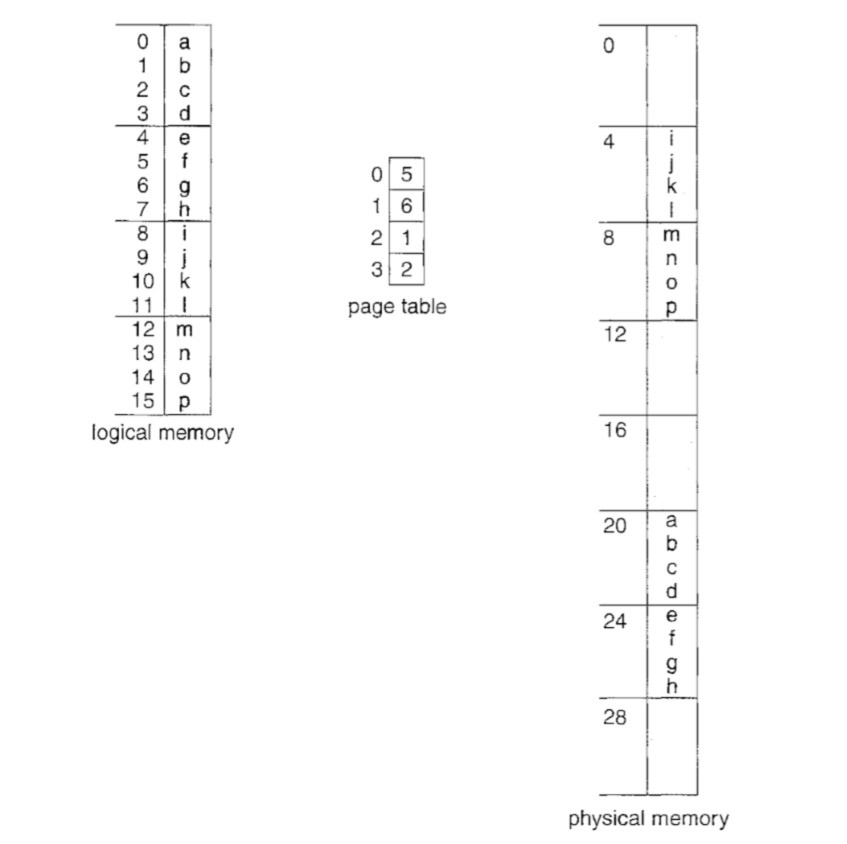 0 a
1 b
2 c
3 d
4 e
5 f
6 g
7 h
8 i
9 j
10 k
11 l
12 m
13 n
14 o
15 p
logical memory
0 5
1 6
2 1
3 2
page table
0
4 i
j
k
l
8 m
n
o
p
12
16
20 a
b
c
d
24 e
f
g
h
28
physical memory